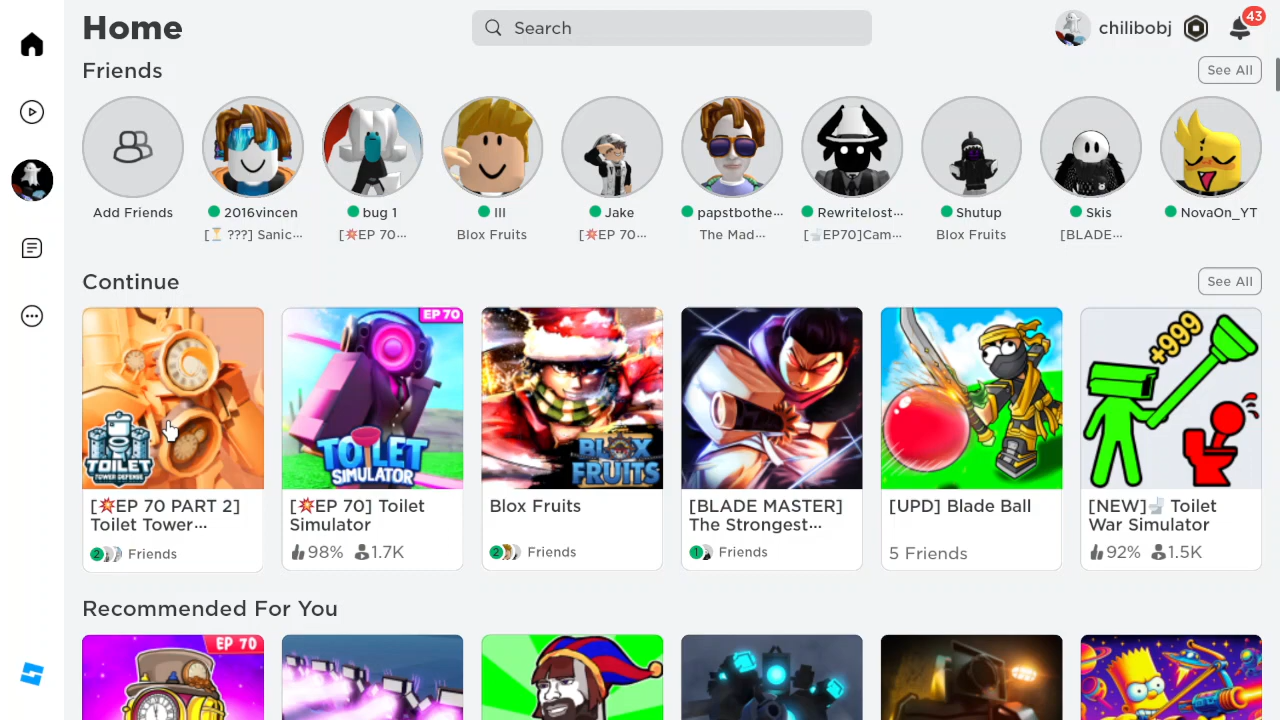 Home
Search
chilibobj
43
Friends
See All
Add Friends
2016vincen
[⏳ ???] Sanic...
bug 1
[💥EP 70...
lll
Blox Fruits
Jake
[💥EP 70...
papstbothe...
The Mad...
Rewritelost...
[🚽EP70]Cam...
Shutup
Blox Fruits
Skis
[BLADE...
NovaOn_YT
Continue
See All
TOILET
TOWER DEFENSE
[💥EP 70 PART 2]
Toilet Tower...
2 Friends
EP 70
TOILET
SIMULATOR
[💥EP 70] Toilet
Simulator
98% 1.7K
BLOX
FRUITS
Blox Fruits
2 Friends
[BLADE MASTER]
The Strongest...
1 Friends
[UPD] Blade Ball
5 Friends
+999
[NEW]🚽 Toilet
War Simulator
92% 1.5K
Recommended For You
EP 70